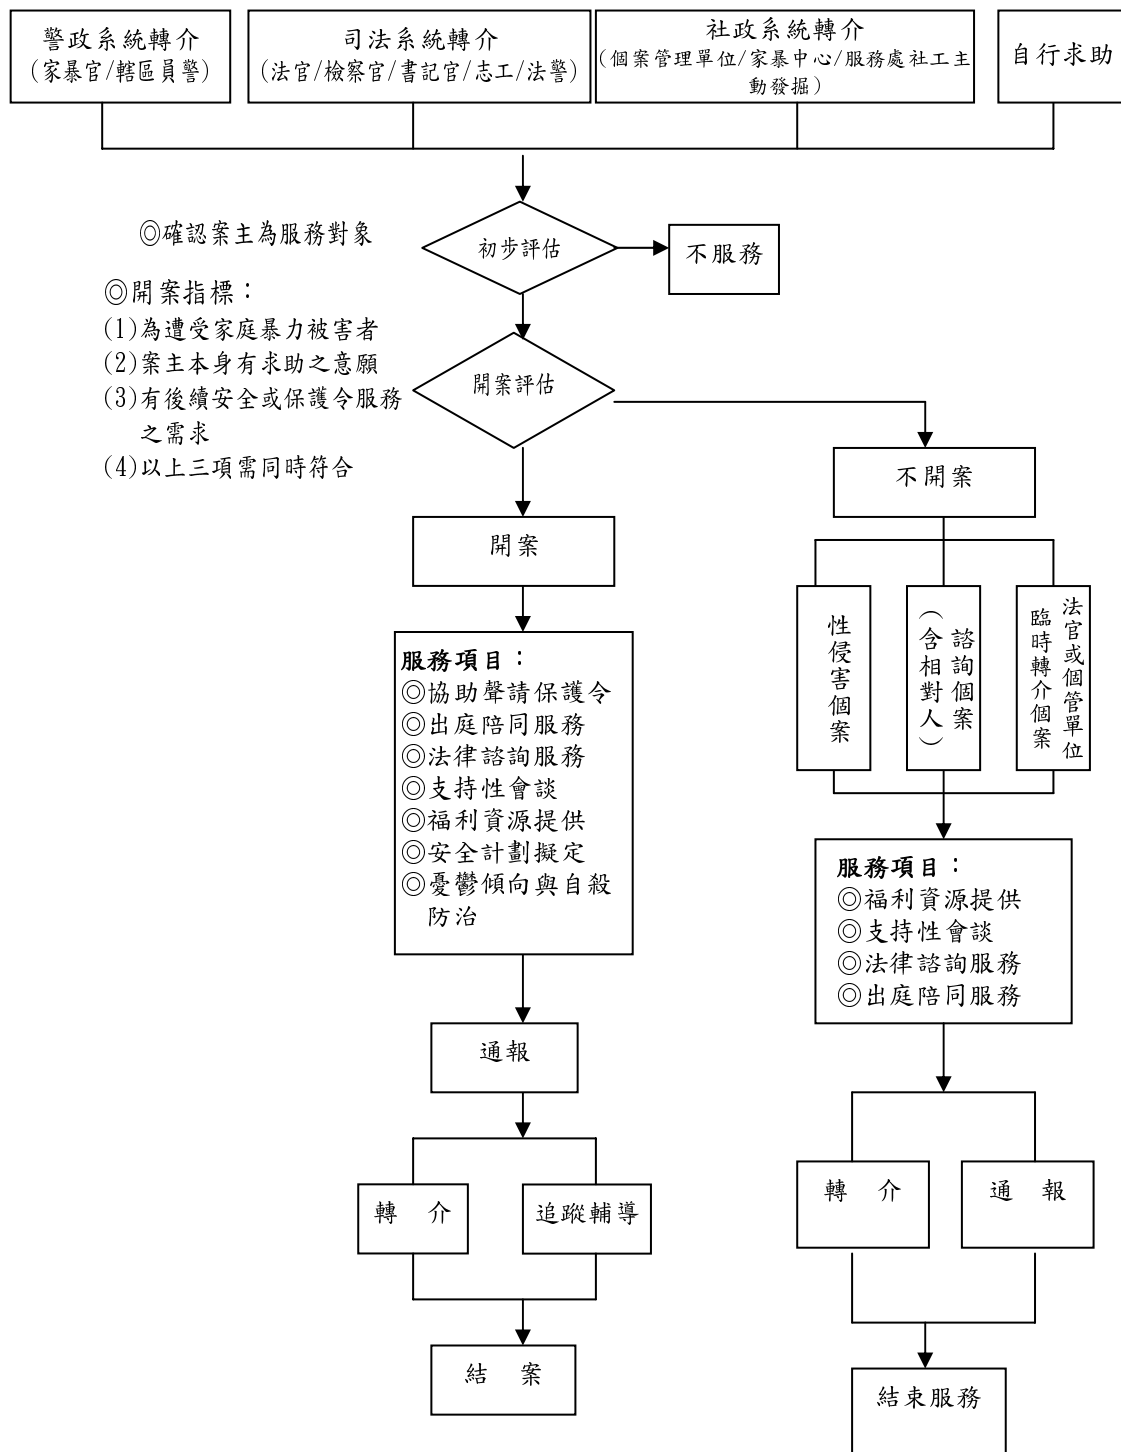 警政系統轉介
(家暴官/轄區員警)
司法系統轉介
(法官/檢察官/書記官/志工/法警)
社政系統轉介
(個案管理單位/家暴中心/服務處社工主
動發掘)
自行求助
◎確認案主為服務對象
初步評估
不服務
◎開案指標：
(1)為遭受家庭暴力被害者
(2)案主本身有求助之意願
(3)有後續安全或保護令服務
之需求
(4)以上三項需同時符合
開案評估
不開案
開案
性侵害個案
諮詢個案
(含相對人)
法官或個管單位
臨時轉介個案
服務項目：
◎協助聲請保護令
◎出庭陪同服務
◎法律諮詢服務
◎支持性會談
◎福利資源提供
◎安全計劃擬定
◎憂鬱傾向與自殺
防治
服務項目：
◎福利資源提供
◎支持性會談
◎法律諮詢服務
◎出庭陪同服務
通報
轉 介
追蹤輔導
轉 介
通 報
結 案
結束服務